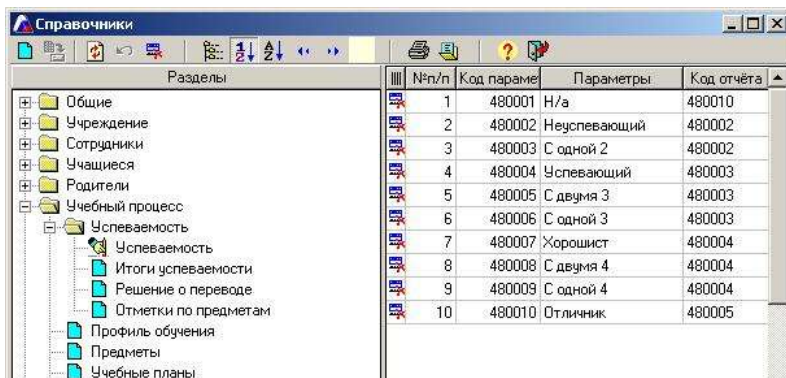 Справочники
Разделы
Общие
Учреждение
Сотрудники
Учащиеся
Родители
Учебный процесс
Успеваемость
Успеваемость
Итоги успеваемости
Решение о переводе
Отметки по предметам
Профиль обучения
Предметы
Учебные планы
№п/п Код параме Параметры Код отчёта
1 480001 Н/а 480010
2 480002 Неуспевающий 480002
3 480003 С одной 2 480002
4 480004 Успевающий 480003
5 480005 С двумя 3 480003
6 480006 С одной 3 480003
7 480007 Хорошист 480004
8 480008 С двумя 4 480004
9 480009 С одной 4 480004
10 480010 Отличник 480005